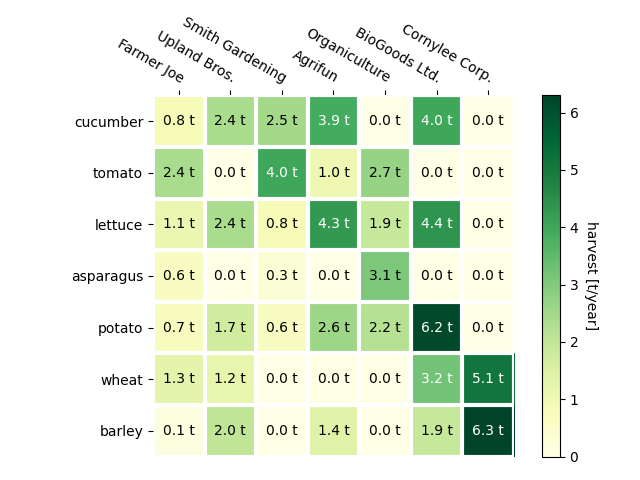 Farmer Joe
Upland Bros.
Smith Gardening
Agrifun
Organiculture
BioGoods Ltd.
Cornylee Corp.
cucumber 0.8 t 2.4 t 2.5 t 3.9 t 0.0 t 4.0 t 0.0 t
tomato 2.4 t 0.0 t 4.0 t 1.0 t 2.7 t 0.0 t 0.0 t
lettuce 1.1 t 2.4 t 0.8 t 4.3 t 1.9 t 4.4 t 0.0 t
asparagus 0.6 t 0.0 t 0.3 t 0.0 t 3.1 t 0.0 t 0.0 t
potato 0.7 t 1.7 t 0.6 t 2.6 t 2.2 t 6.2 t 0.0 t
wheat 1.3 t 1.2 t 0.0 t 0.0 t 0.0 t 3.2 t 5.1 t
barley 0.1 t 2.0 t 0.0 t 1.4 t 0.0 t 1.9 t 6.3 t
6
5
4
3
2
1
0
harvest [t/year]